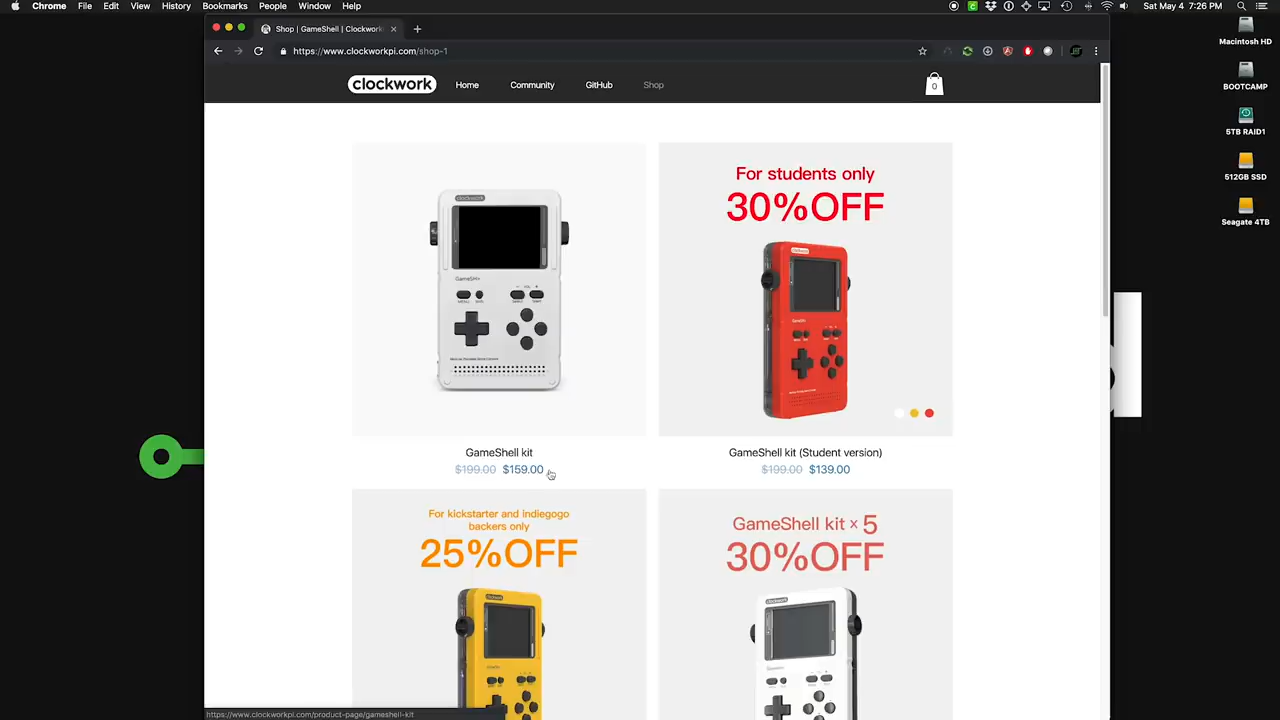 Chrome File Edit View History Bookmarks People Window Help
Sat May 4 7:26 PM
Shop | GameShell | Clockwork
https://www.clockworkpi.com/shop-1
clockwork Home Community GitHub Shop 0
Macintosh HD
BOOTCAMP
5TB RAID1
512GB SSD
Seagate 4TB
clockwork
GameSH>
MENU
GameShell kit
$199.00 $159.00
For students only
30%OFF
GameShell kit (Student version)
$199.00 $139.00
For kickstarter and indiegogo
backers only
25%OFF
GameShell kit × 5
30%OFF
https://www.clockworkpi.com/product-page/gameshell-kit